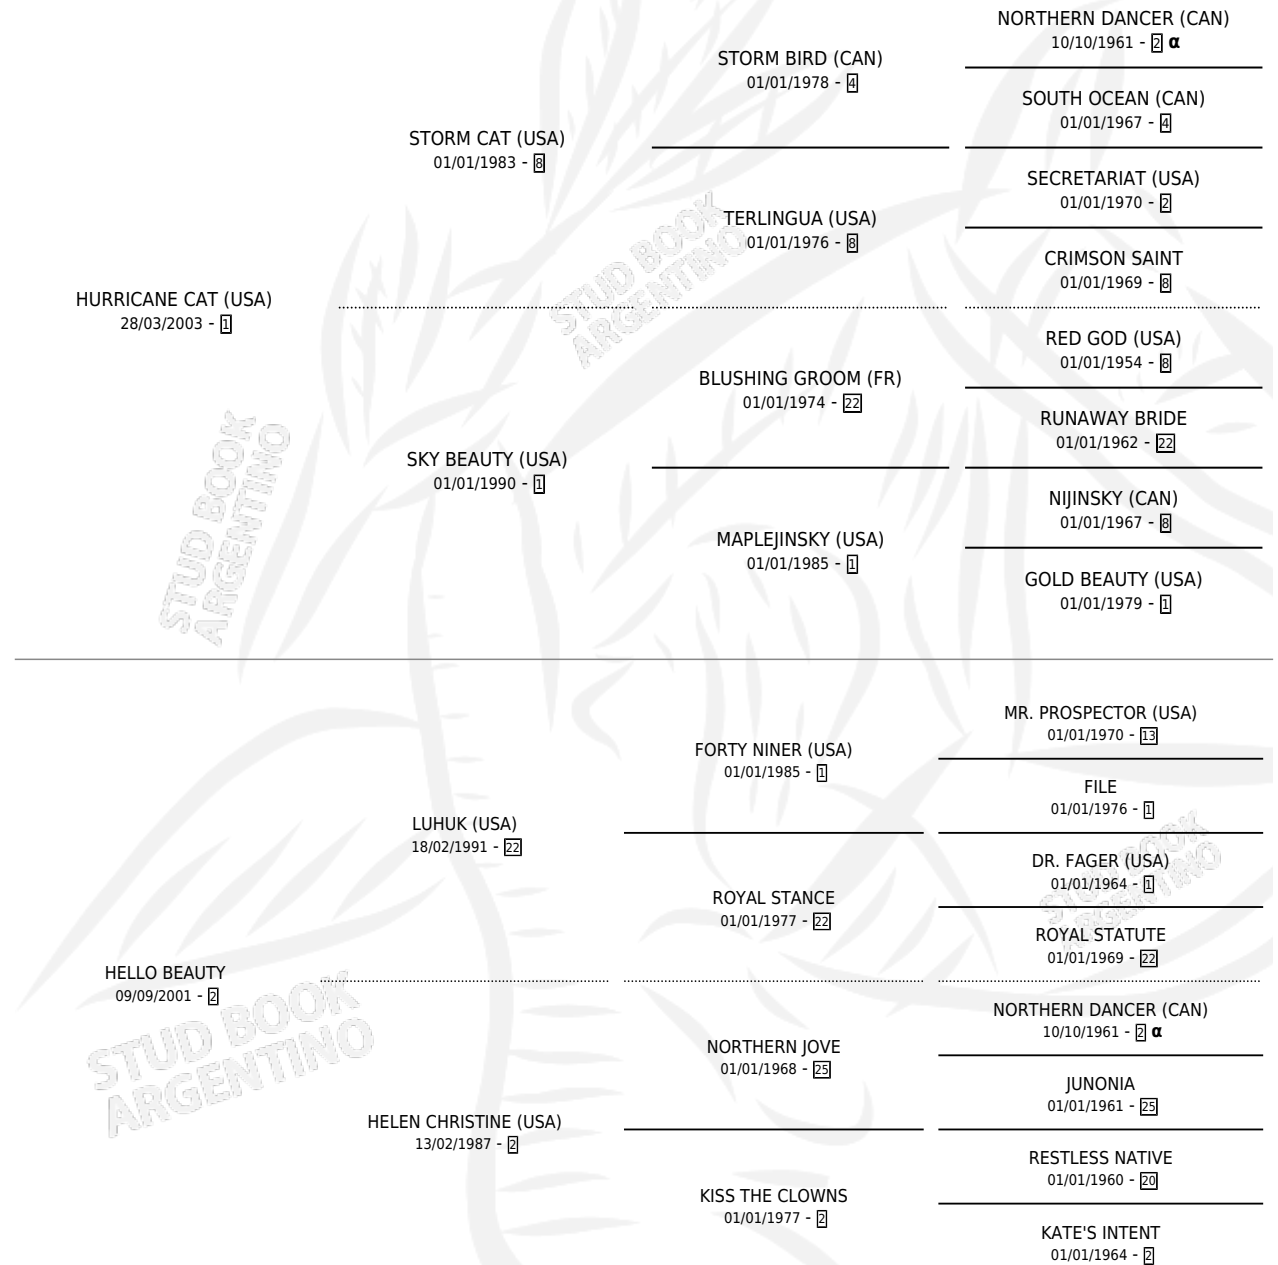 NORTHERN DANCER (CAN)
10/10/1961 - 2 α
STORM BIRD (CAN)
01/01/1978 - 4
SOUTH OCEAN (CAN)
01/01/1967 - 4
STORM CAT (USA)
01/01/1983 - 8
SECRETARIAT (USA)
01/01/1970 - 2
TERLINGUA (USA)
01/01/1976 - 8
CRIMSON SAINT
01/01/1969 - 8
HURRICANE CAT (USA)
28/03/2003 - 1
RED GOD (USA)
01/01/1954 - 8
BLUSHING GROOM (FR)
01/01/1974 - 22
RUNAWAY BRIDE
01/01/1962 - 22
SKY BEAUTY (USA)
01/01/1990 - 1
NIJINSKY (CAN)
01/01/1967 - 8
MAPLEJINSKY (USA)
01/01/1985 - 1
GOLD BEAUTY (USA)
01/01/1979 - 1
STUD BOOK
ARGENTINO
STUD BOOK
ARGENTINO
MR. PROSPECTOR (USA)
01/01/1970 - 13
FORTY NINER (USA)
01/01/1985 - 1
FILE
01/01/1976 - 1
LUHUK (USA)
18/02/1991 - 22
DR. FAGER (USA)
01/01/1964 - 1
ROYAL STANCE
01/01/1977 - 22
ROYAL STATUTE
01/01/1969 - 22
HELLO BEAUTY
09/09/2001 - 2
NORTHERN DANCER (CAN)
10/10/1961 - 2 α
NORTHERN JOVE
01/01/1968 - 25
JUNONIA
01/01/1961 - 25
HELEN CHRISTINE (USA)
13/02/1987 - 2
RESTLESS NATIVE
01/01/1960 - 20
KISS THE CLOWNS
01/01/1977 - 2
KATE'S INTENT
01/01/1964 - 2
STUD BOOK
ARGENTINO
STUD BOOK
ARGENTINO